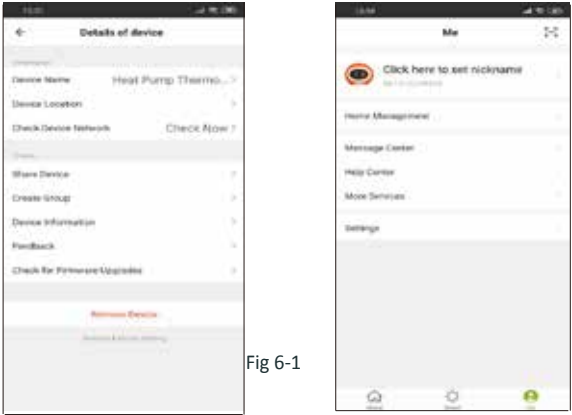 Details of device
Device Name Heat Pump Thermo...
Device Location
Check Device Network Check Now
Share Device
Create Group
Device Information
Feedback
Check for Firmware Upgrades
Remove Device
Fig 6-1
Me
Click here to set nickname
Home Management
Message Center
Help Center
More Services
Settings